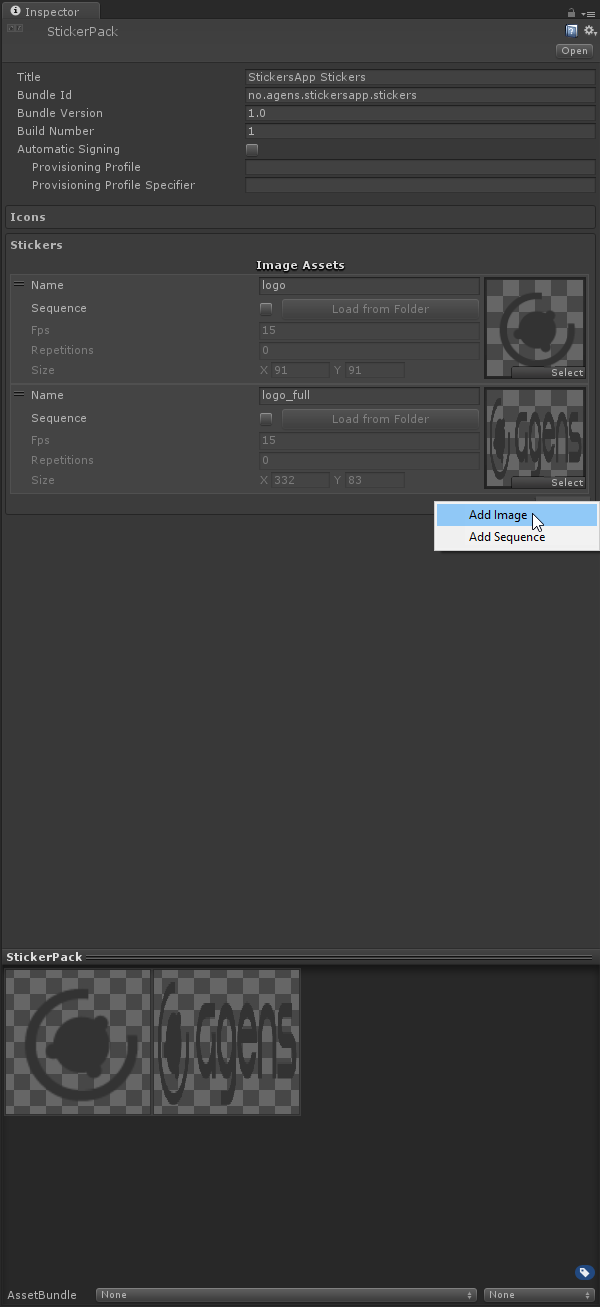 Inspector
StickerPack
Open
Title StickersApp Stickers
Bundle Id no.agens.stickersapp.stickers
Bundle Version 1.0
Build Number 1
Automatic Signing
Provisioning Profile
Provisioning Profile Specifier
Icons
Stickers
Image Assets
Name logo
Sequence Load from Folder
Fps 15
Repetitions 0
Size X 91 Y 91
Select
Name logo_full
Sequence Load from Folder
Fps 15
Repetitions 0
Size X 332 Y 83
agens
Select
Add Image
Add Sequence
StickerPack
agens
AssetBundle None None